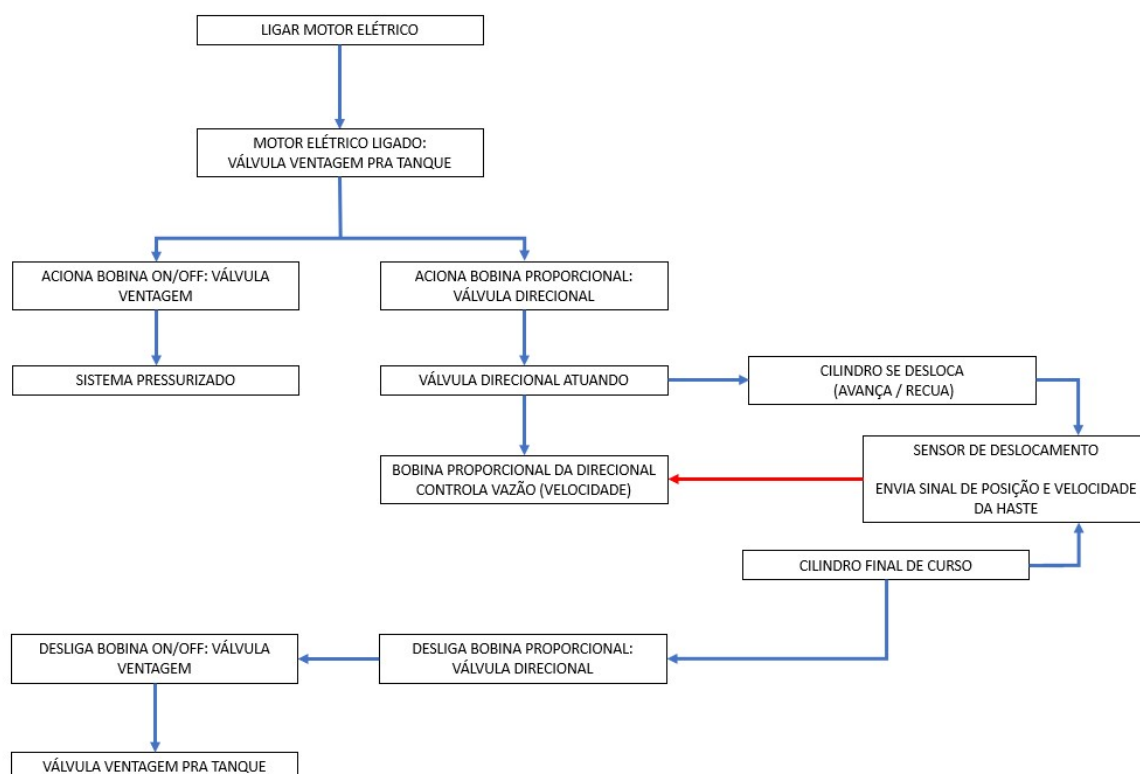 LIGAR MOTOR ELÉTRICO
MOTOR ELÉTRICO LIGADO:
VÁLVULA VENTAGEM PRA TANQUE
ACIONA BOBINA ON/OFF: VÁLVULA
VENTAGEM
ACIONA BOBINA PROPORCIONAL:
VÁLVULA DIRECIONAL
SISTEMA PRESSURIZADO
VÁLVULA DIRECIONAL ATUANDO
CILINDRO SE DESLOCA
(AVANÇA / RECUA)
BOBINA PROPORCIONAL DA DIRECIONAL
CONTROLA VAZÃO (VELOCIDADE)
SENSOR DE DESLOCAMENTO
ENVIA SINAL DE POSIÇÃO E VELOCIDADE
DA HASTE
CILINDRO FINAL DE CURSO
DESLIGA BOBINA ON/OFF: VÁLVULA
VENTAGEM
DESLIGA BOBINA PROPORCIONAL:
VÁLVULA DIRECIONAL
VÁLVULA VENTAGEM PRA TANQUE